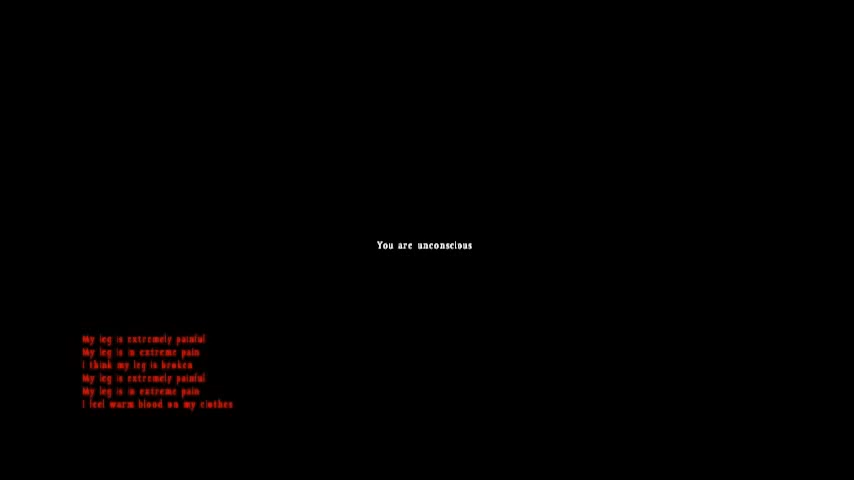 You are unconscious
My leg is extremely painful
My leg is in extreme pain
I think my leg is broken
My leg is extremely painful
My leg is in extreme pain
I feel warm blood on my clothes